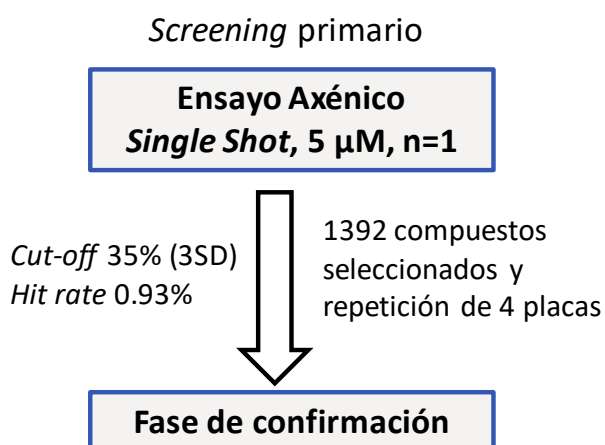 Screening primario
Ensayo Axénico
Single Shot, 5 μM, n=1
Cut-off 35% (3SD)
Hit rate 0.93%
1392 compuestos
seleccionados y
repetición de 4 placas
Fase de confirmación